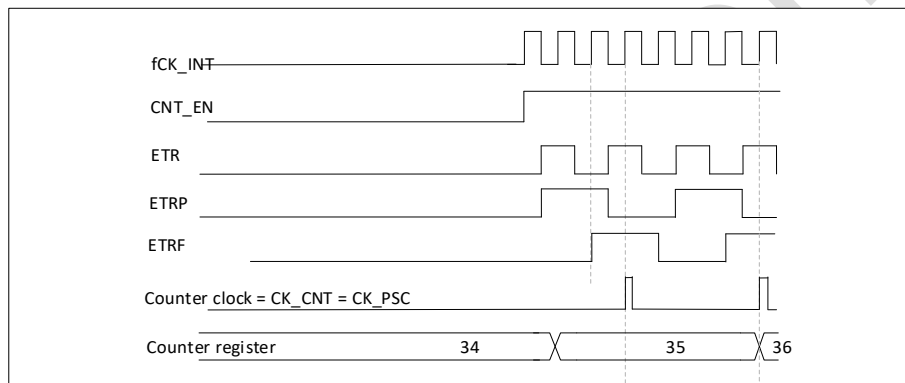 fCK_INT
CNT_EN
ETR
ETRP
ETRF
Counter clock = CK_CNT = CK_PSC
Counter register 34 35 36